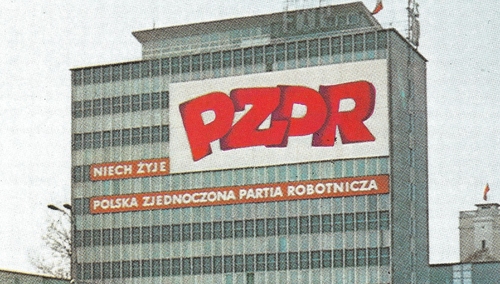 PZPR
NIECH ŻYJE
POLSKA ZJEDNOCZONA PARTIA ROBOTNICZA